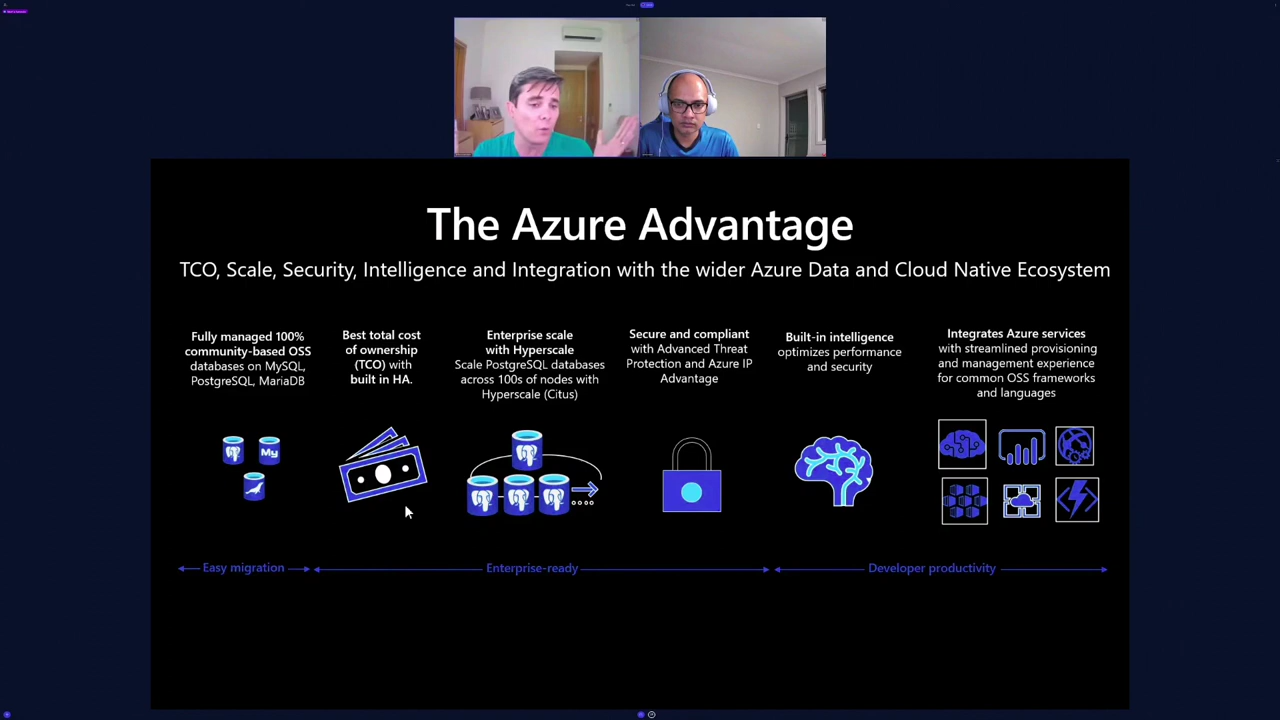 The Azure Advantage
TCO, Scale, Security, Intelligence and Integration with the wider Azure Data and Cloud Native Ecosystem
Fully managed 100%
community-based OSS
databases on MySQL,
PostgreSQL, MariaDB
Best total cost
of ownership
(TCO) with
built in HA.
Enterprise scale
with Hyperscale
Scale PostgreSQL databases
across 100s of nodes with
Hyperscale (Citus)
Secure and compliant
with Advanced Threat
Protection and Azure IP
Advantage
Built-in intelligence
optimizes performance
and security
Integrates Azure services
with streamlined provisioning
and management experience
for common OSS frameworks
and languages
My
Easy migration
Enterprise-ready
Developer productivity